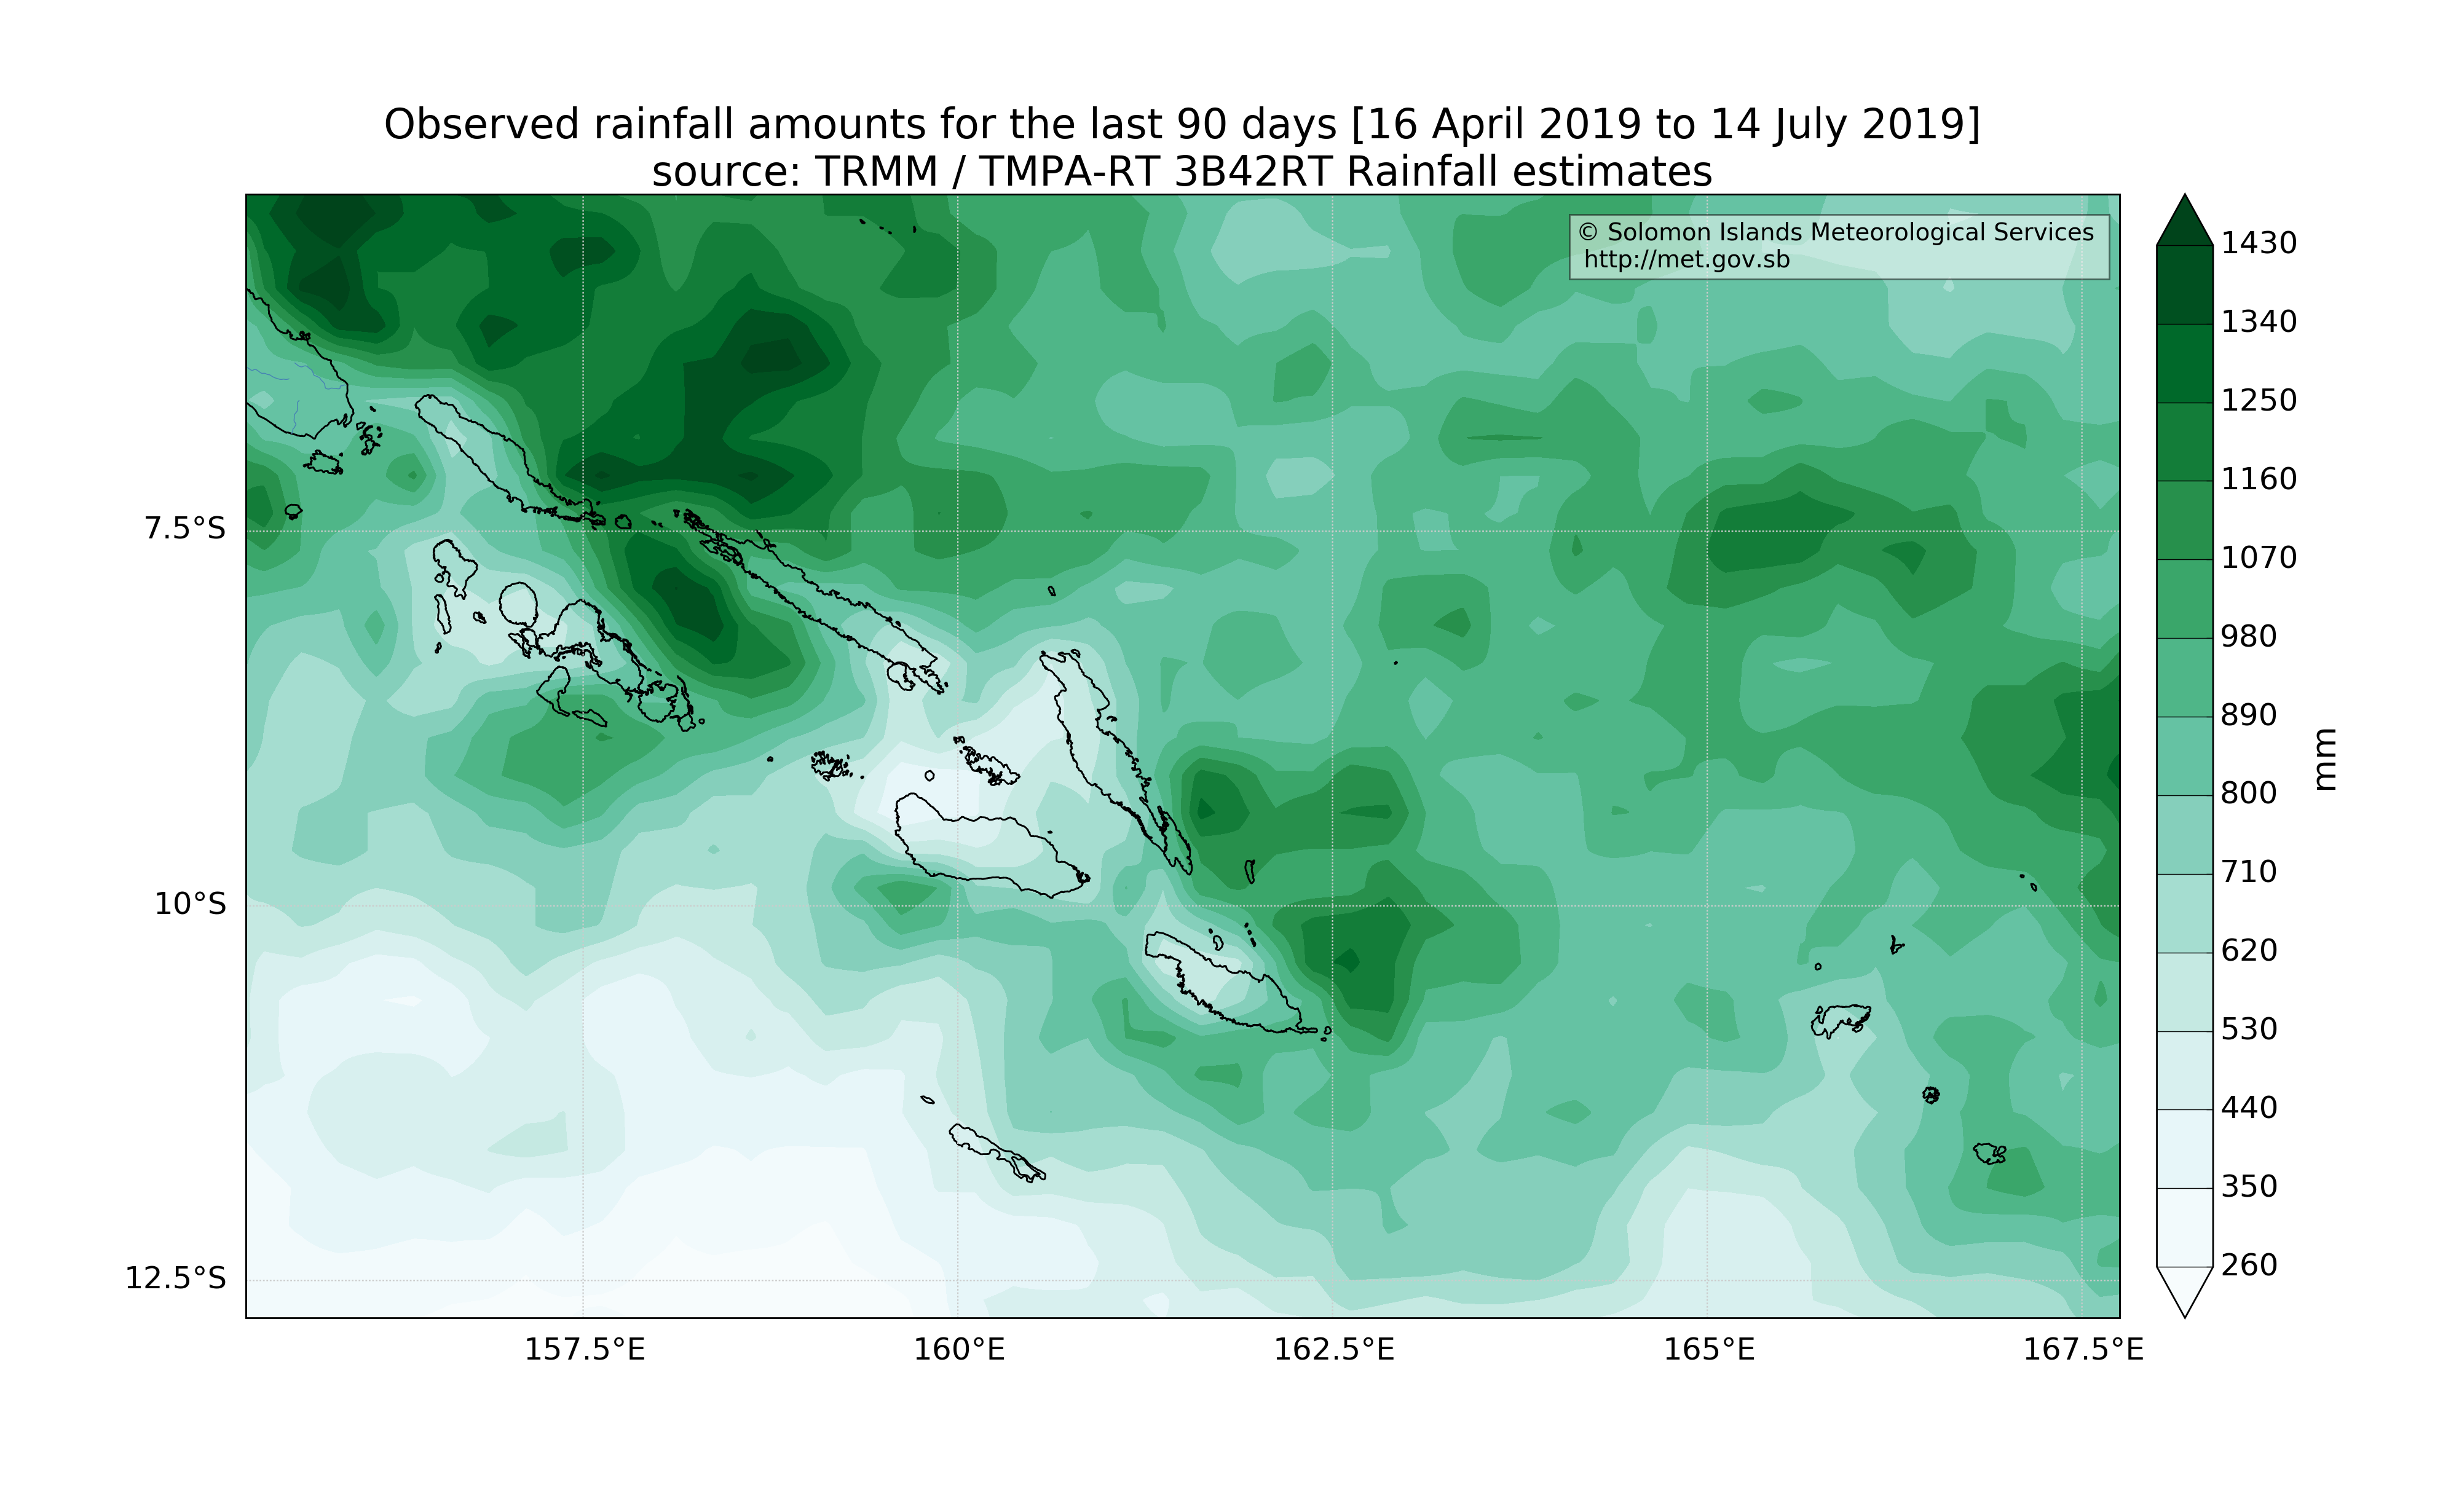 Observed rainfall amounts for the last 90 days [16 April 2019 to 14 July 2019]
source: TRMM / TMPA-RT 3B42RT Rainfall estimates
© Solomon Islands Meteorological Services
http://met.gov.sb
7.5°S
10°S
12.5°S
157.5°E
160°E
162.5°E
165°E
167.5°E
1430
1340
1250
1160
1070
980
890
800
710
620
530
440
350
260
mm